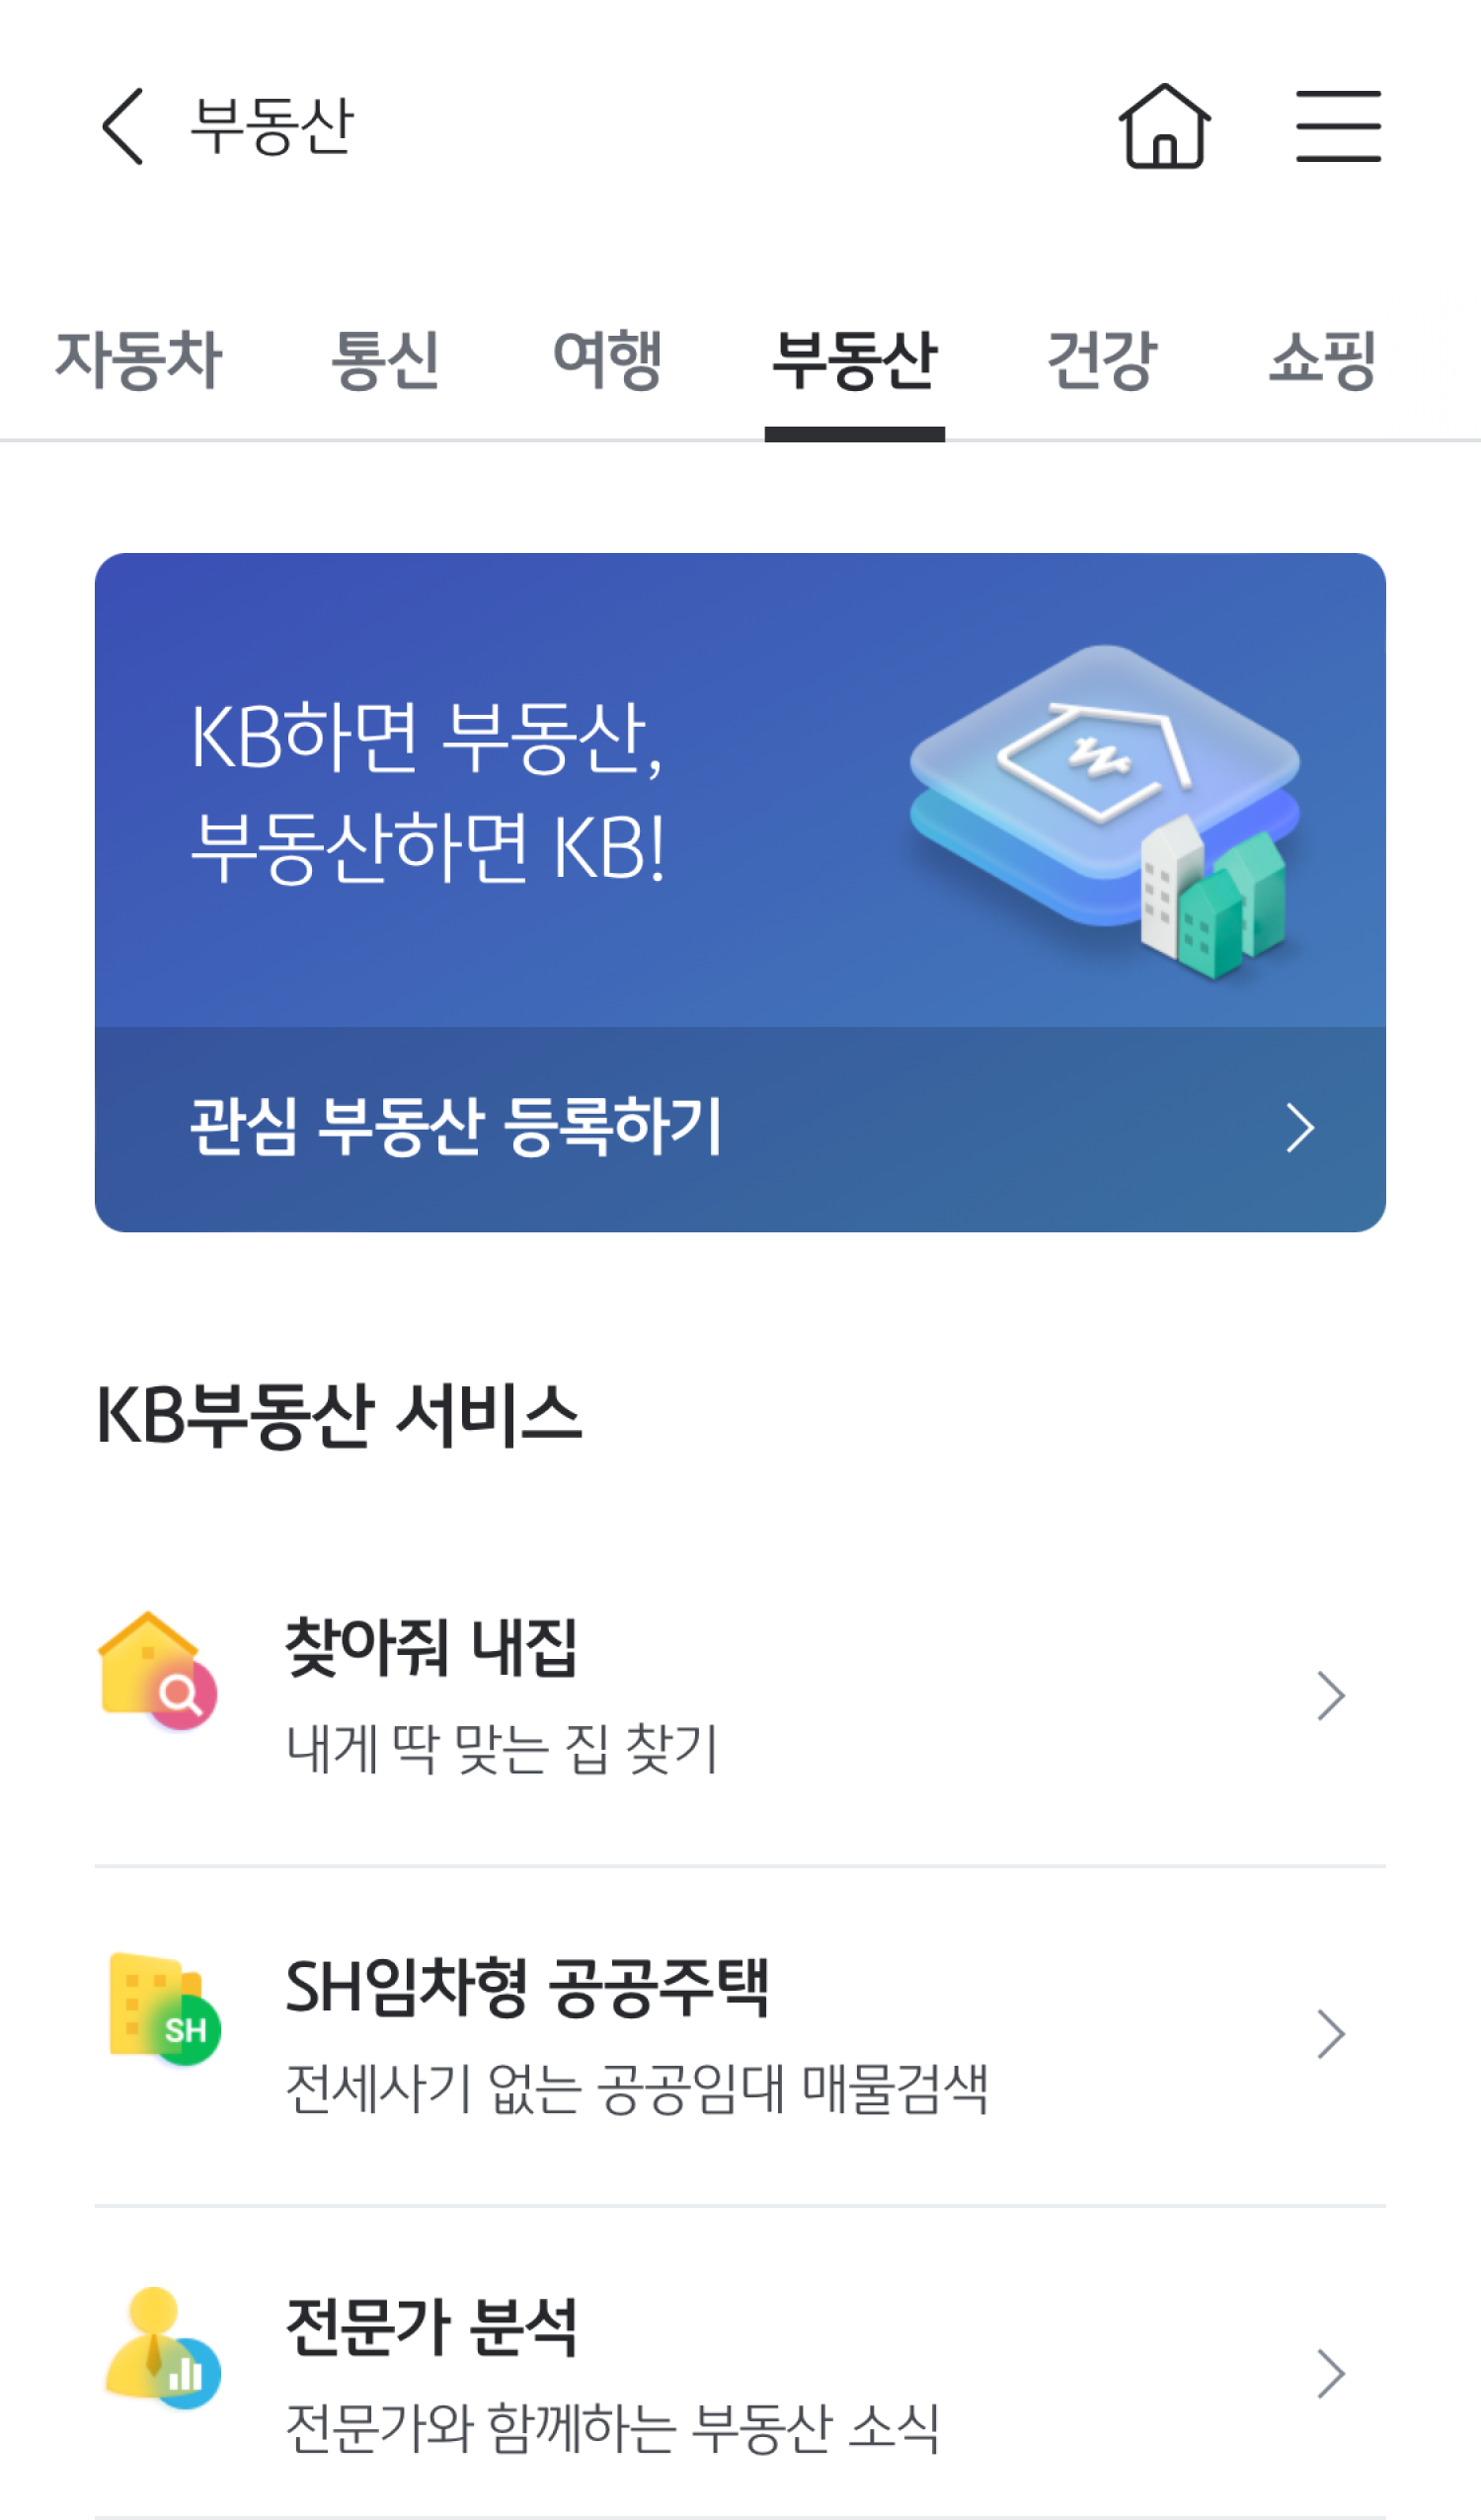 부동산
자동차 통신 여행 부동산 건강 쇼핑
KB하면 부동산,
부동산하면 KB!
관심 부동산 등록하기
KB부동산 서비스
찾아줘 내집
내게 딱 맞는 집 찾기
SH임차형 공공주택
SH
전세사기 없는 공공임대 매물검색
전문가 분석
전문가와 함께하는 부동산 소식